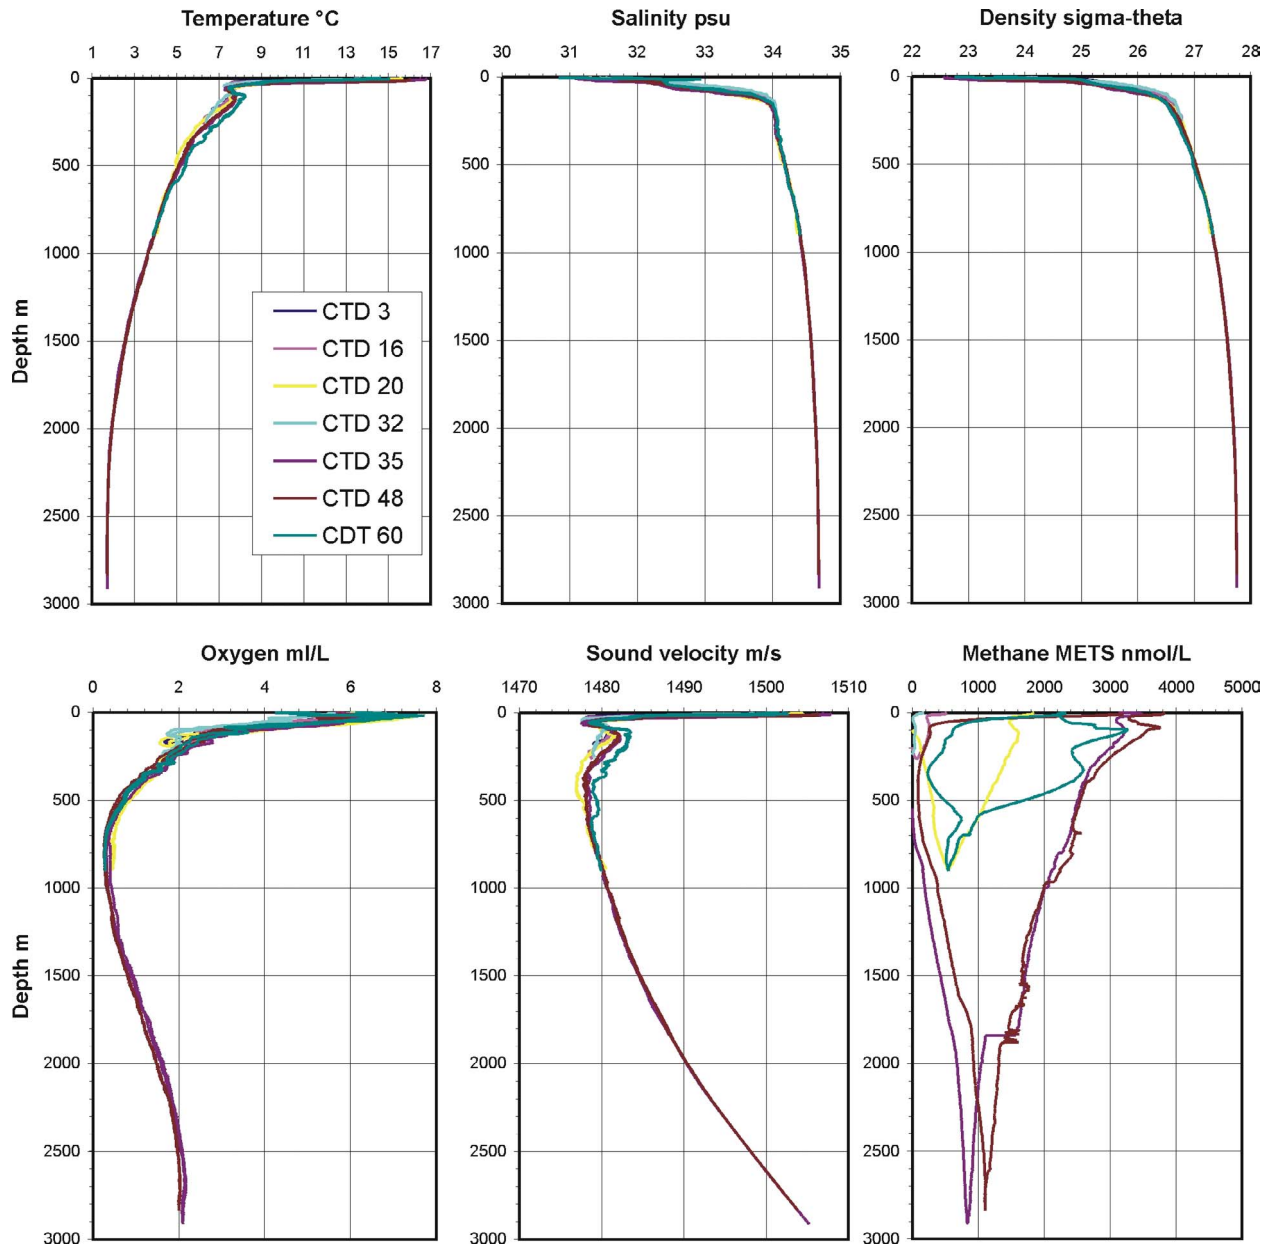 Temperature °C
Salinity psu
Density sigma-theta
1 3 5 7 9 11 13 15 17
30 31 32 33 34 35
22 23 24 25 26 27 28
0
500
1000
1500
2000
2500
3000
Depth m
0
500
1000
1500
2000
2500
3000
0
500
1000
1500
2000
2500
3000
CTD 3
CTD 16
CTD 20
CTD 32
CTD 35
CTD 48
CDT 60
Oxygen ml/L
Sound velocity m/s
Methane METS nmol/L
0 2 4 6 8
1470 1480 1490 1500 1510
0 1000 2000 3000 4000 5000
0
500
1000
1500
2000
2500
3000
Depth m
0
500
1000
1500
2000
2500
3000
0
500
1000
1500
2000
2500
3000